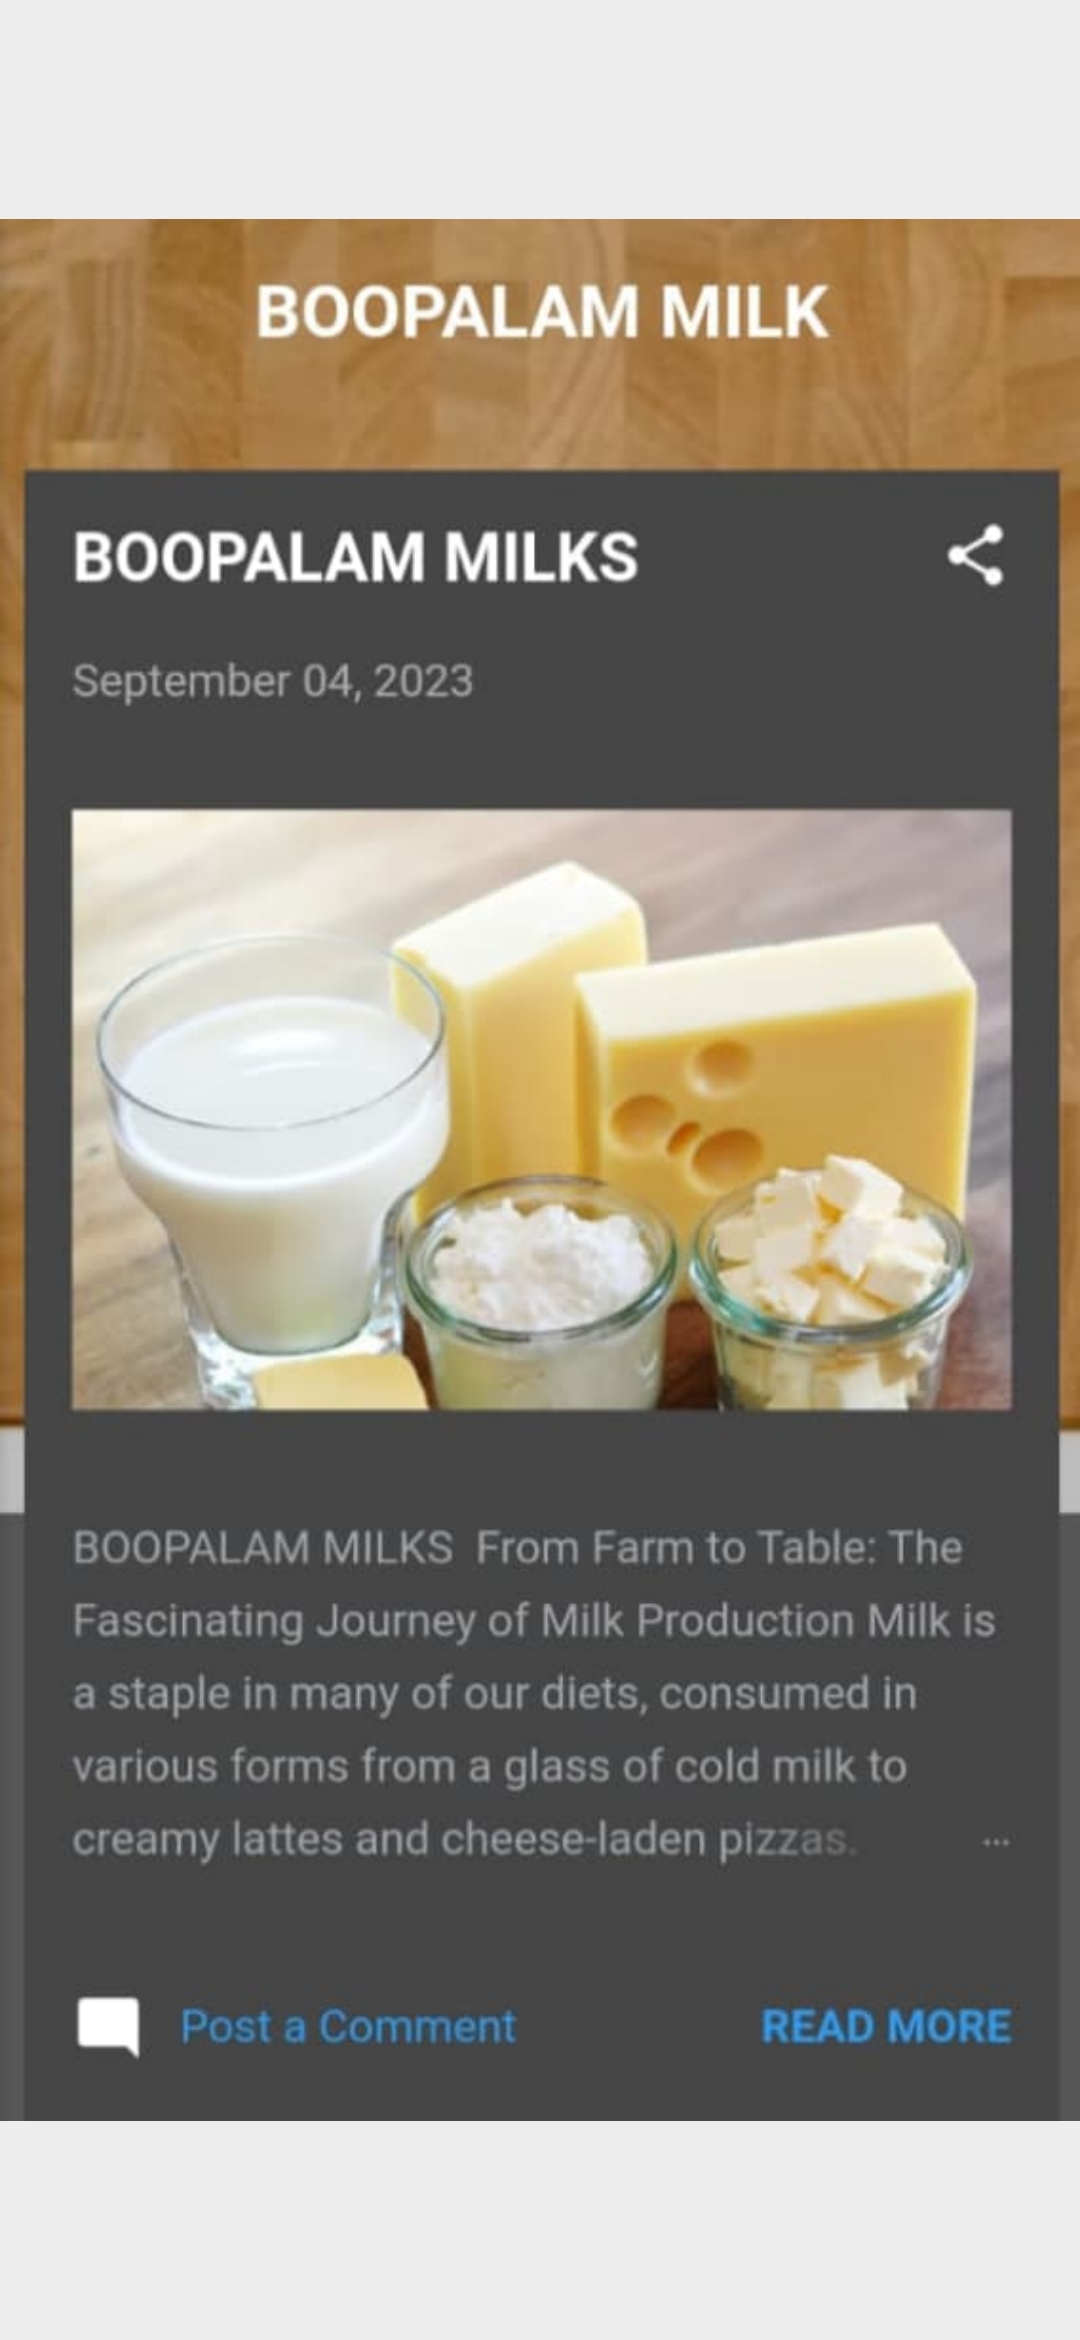 BOOPALAM MILK
BOOPALAM MILKS
September 04, 2023
BOOPALAM MILKS  From Farm to Table: The
Fascinating Journey of Milk Production Milk is
a staple in many of our diets, consumed in
various forms from a glass of cold milk to
creamy lattes and cheese-laden pizzas. ...
Post a Comment
READ MORE